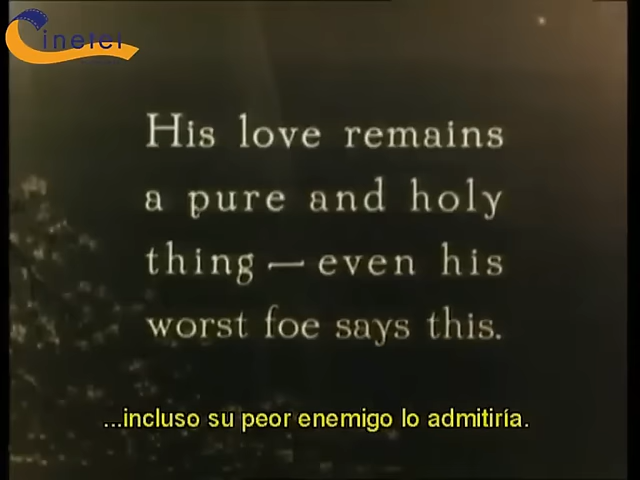 inetel
His love remains
a pure and holy
thing — even his
worst foe says this.
...incluso su peor enemigo lo admitiría.